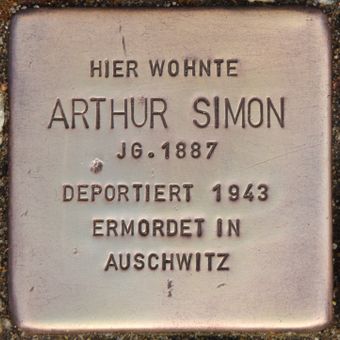 HIER WOHNTE
ARTHUR SIMON
JG. 1887
DEPORTIERT 1943
ERMORDET IN
AUSCHWITZ